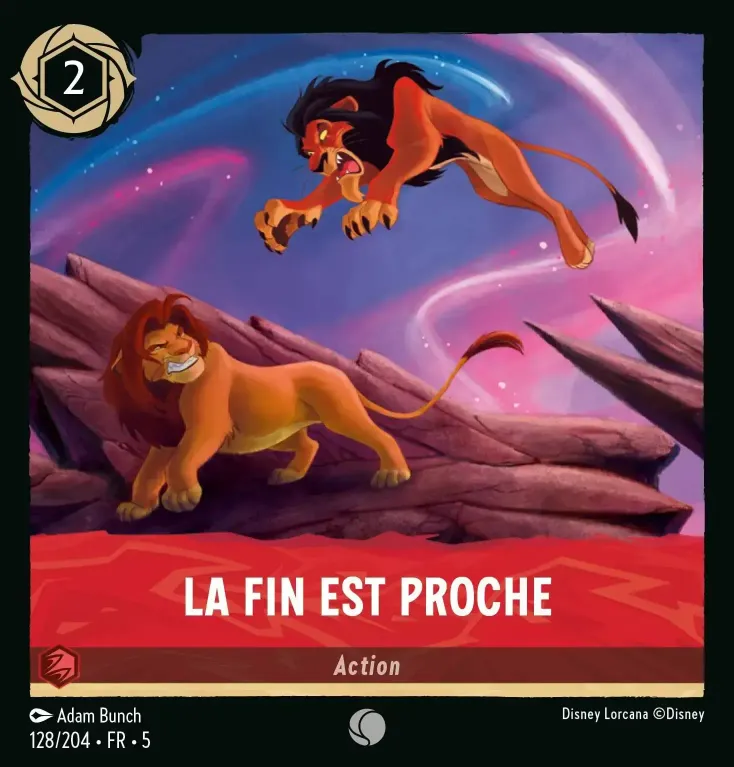 2
LA FIN EST PROCHE
Action
Adam Bunch
Disney Lorcana ©Disney
128/204 • FR • 5